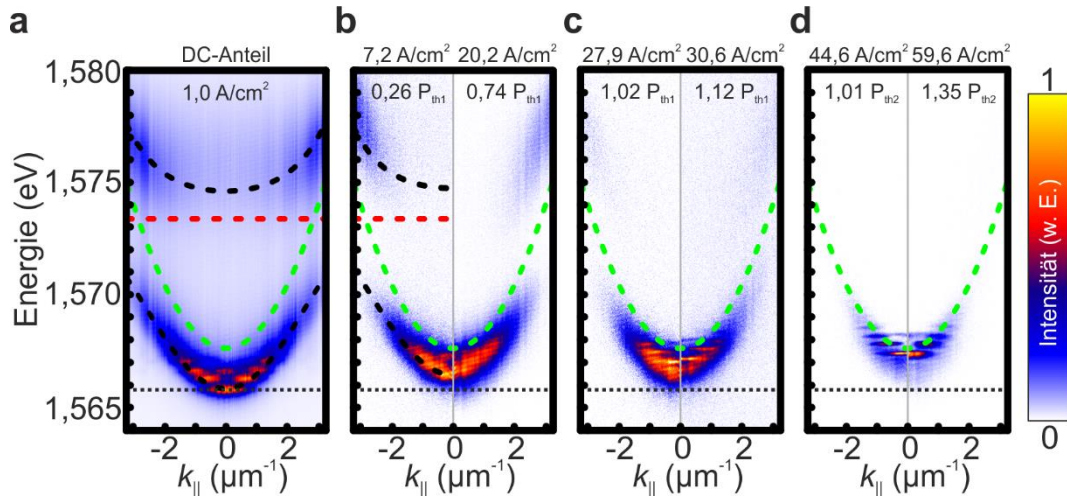 a
b
c
d
DC-Anteil
7,2 A/cm² 20,2 A/cm²
27,9 A/cm² 30,6 A/cm²
44,6 A/cm² 59,6 A/cm²
1,0 A/cm²
0,26 Pth1 0,74 Pth1
1,02 Pth1 1,12 Pth1
1,01 Pth2 1,35 Pth2
Energie (eV)
1,580
1,575
1,570
1,565
-2 0 2
-2 0 2
-2 0 2
-2 0 2
k|| (µm⁻¹)
k|| (µm⁻¹)
k|| (µm⁻¹)
k|| (µm⁻¹)
1
Intensität (w. E.)
0